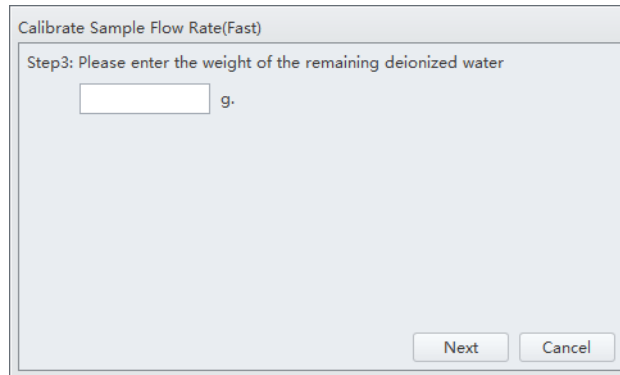 Calibrate Sample Flow Rate(Fast)
Step3: Please enter the weight of the remaining deionized water
g.
Next Cancel